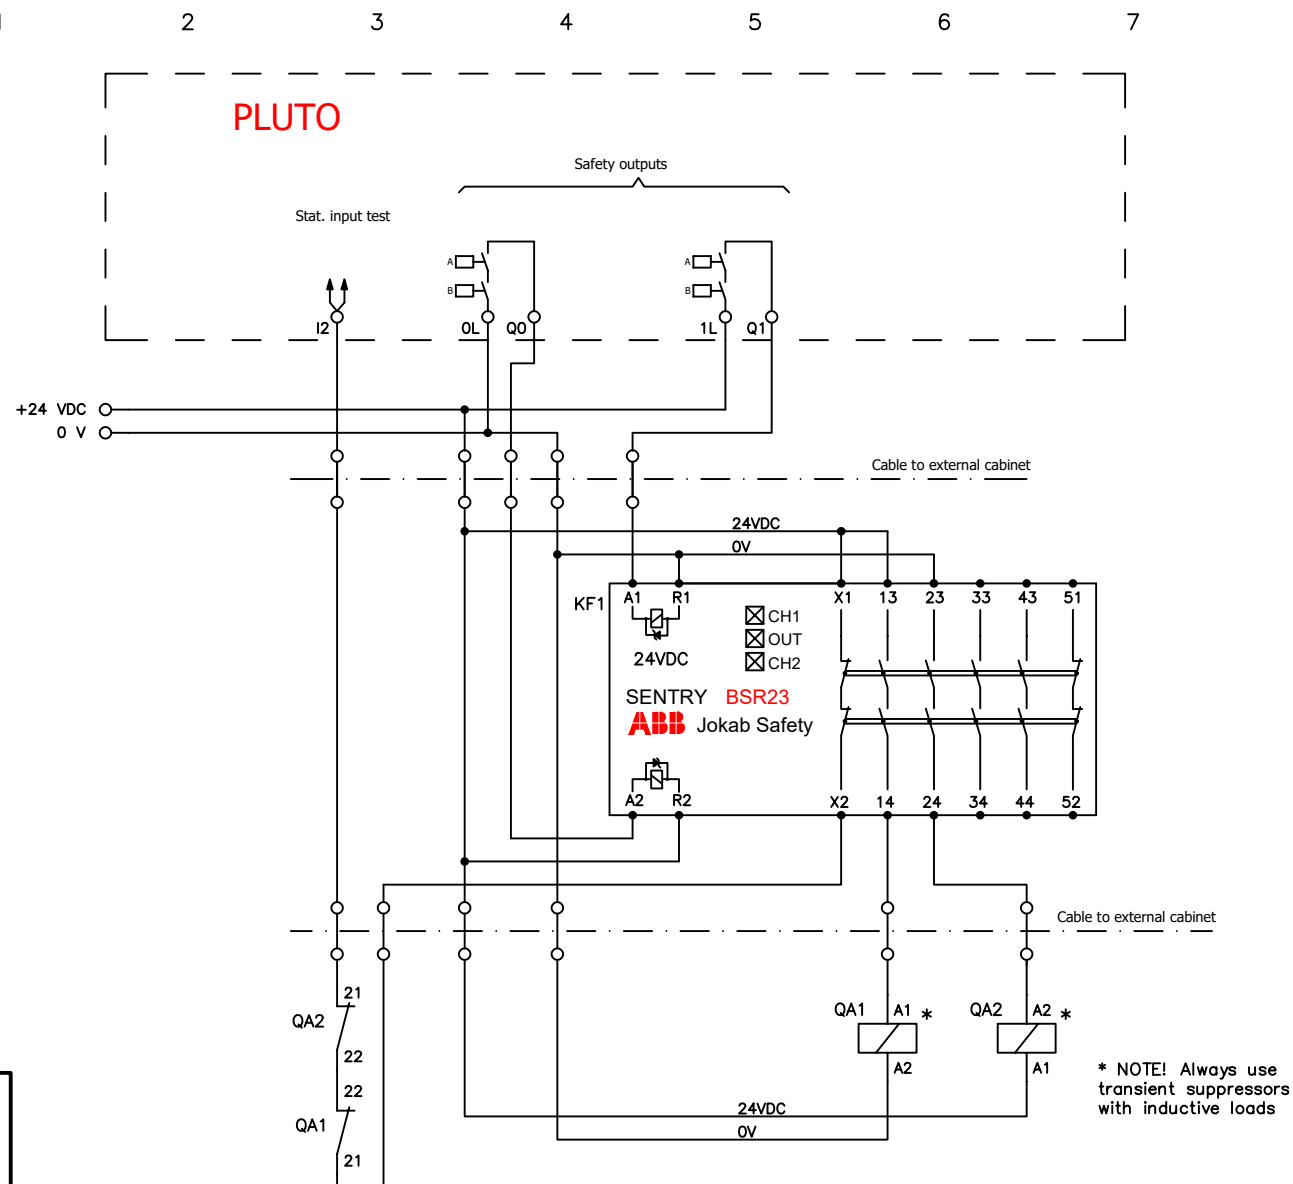 2 3 4 5 6 7
PLUTO
Safety outputs
Stat. input test
A A
B B
I2 0L Q0 1L Q1
+24 VDC
0 V
Cable to external cabinet
24VDC
0V
KF1 A1 R1 X1 13 23 33 43 51
CH1
OUT
24VDC CH2
SENTRY BSR23
ABB Jokab Safety
A2 R2 X2 14 24 34 44 52
Cable to external cabinet
21
QA2
22
QA1 A1 * QA2 A2 *
A2 A1
* NOTE! Always use
transient suppressors
with inductive loads
22
QA1
21
24VDC
0V